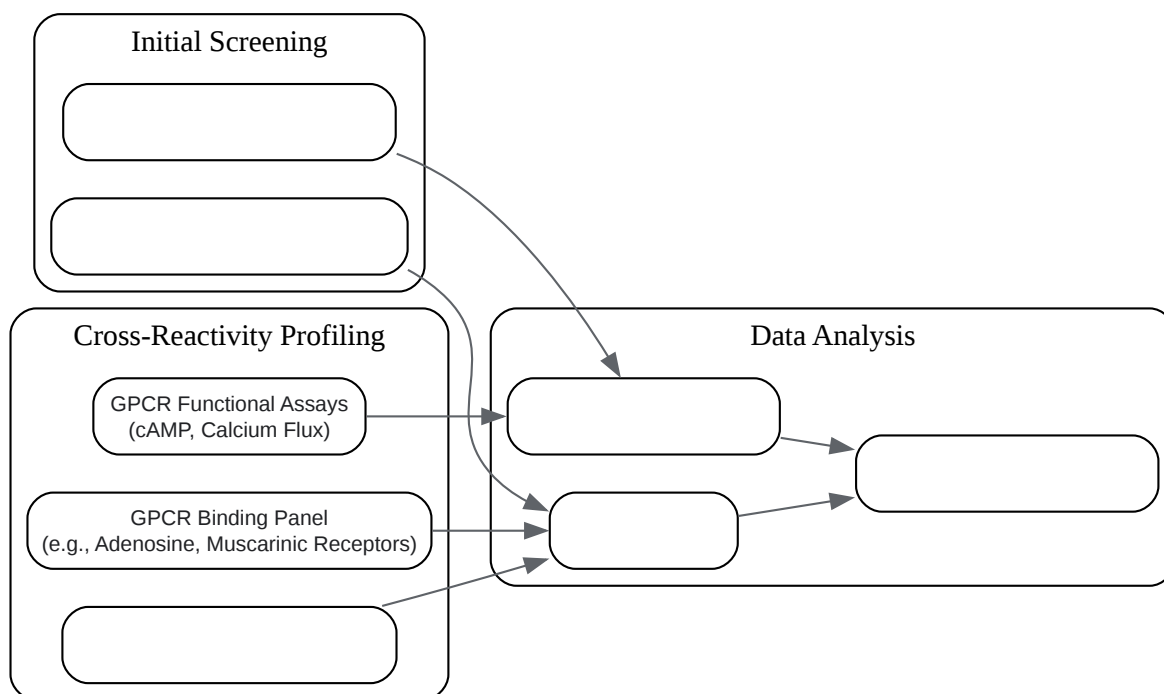 Initial Screening
Cross-Reactivity Profiling
GPCR Functional Assays
(cAMP, Calcium Flux)
GPCR Binding Panel
(e.g., Adenosine, Muscarinic Receptors)
Data Analysis